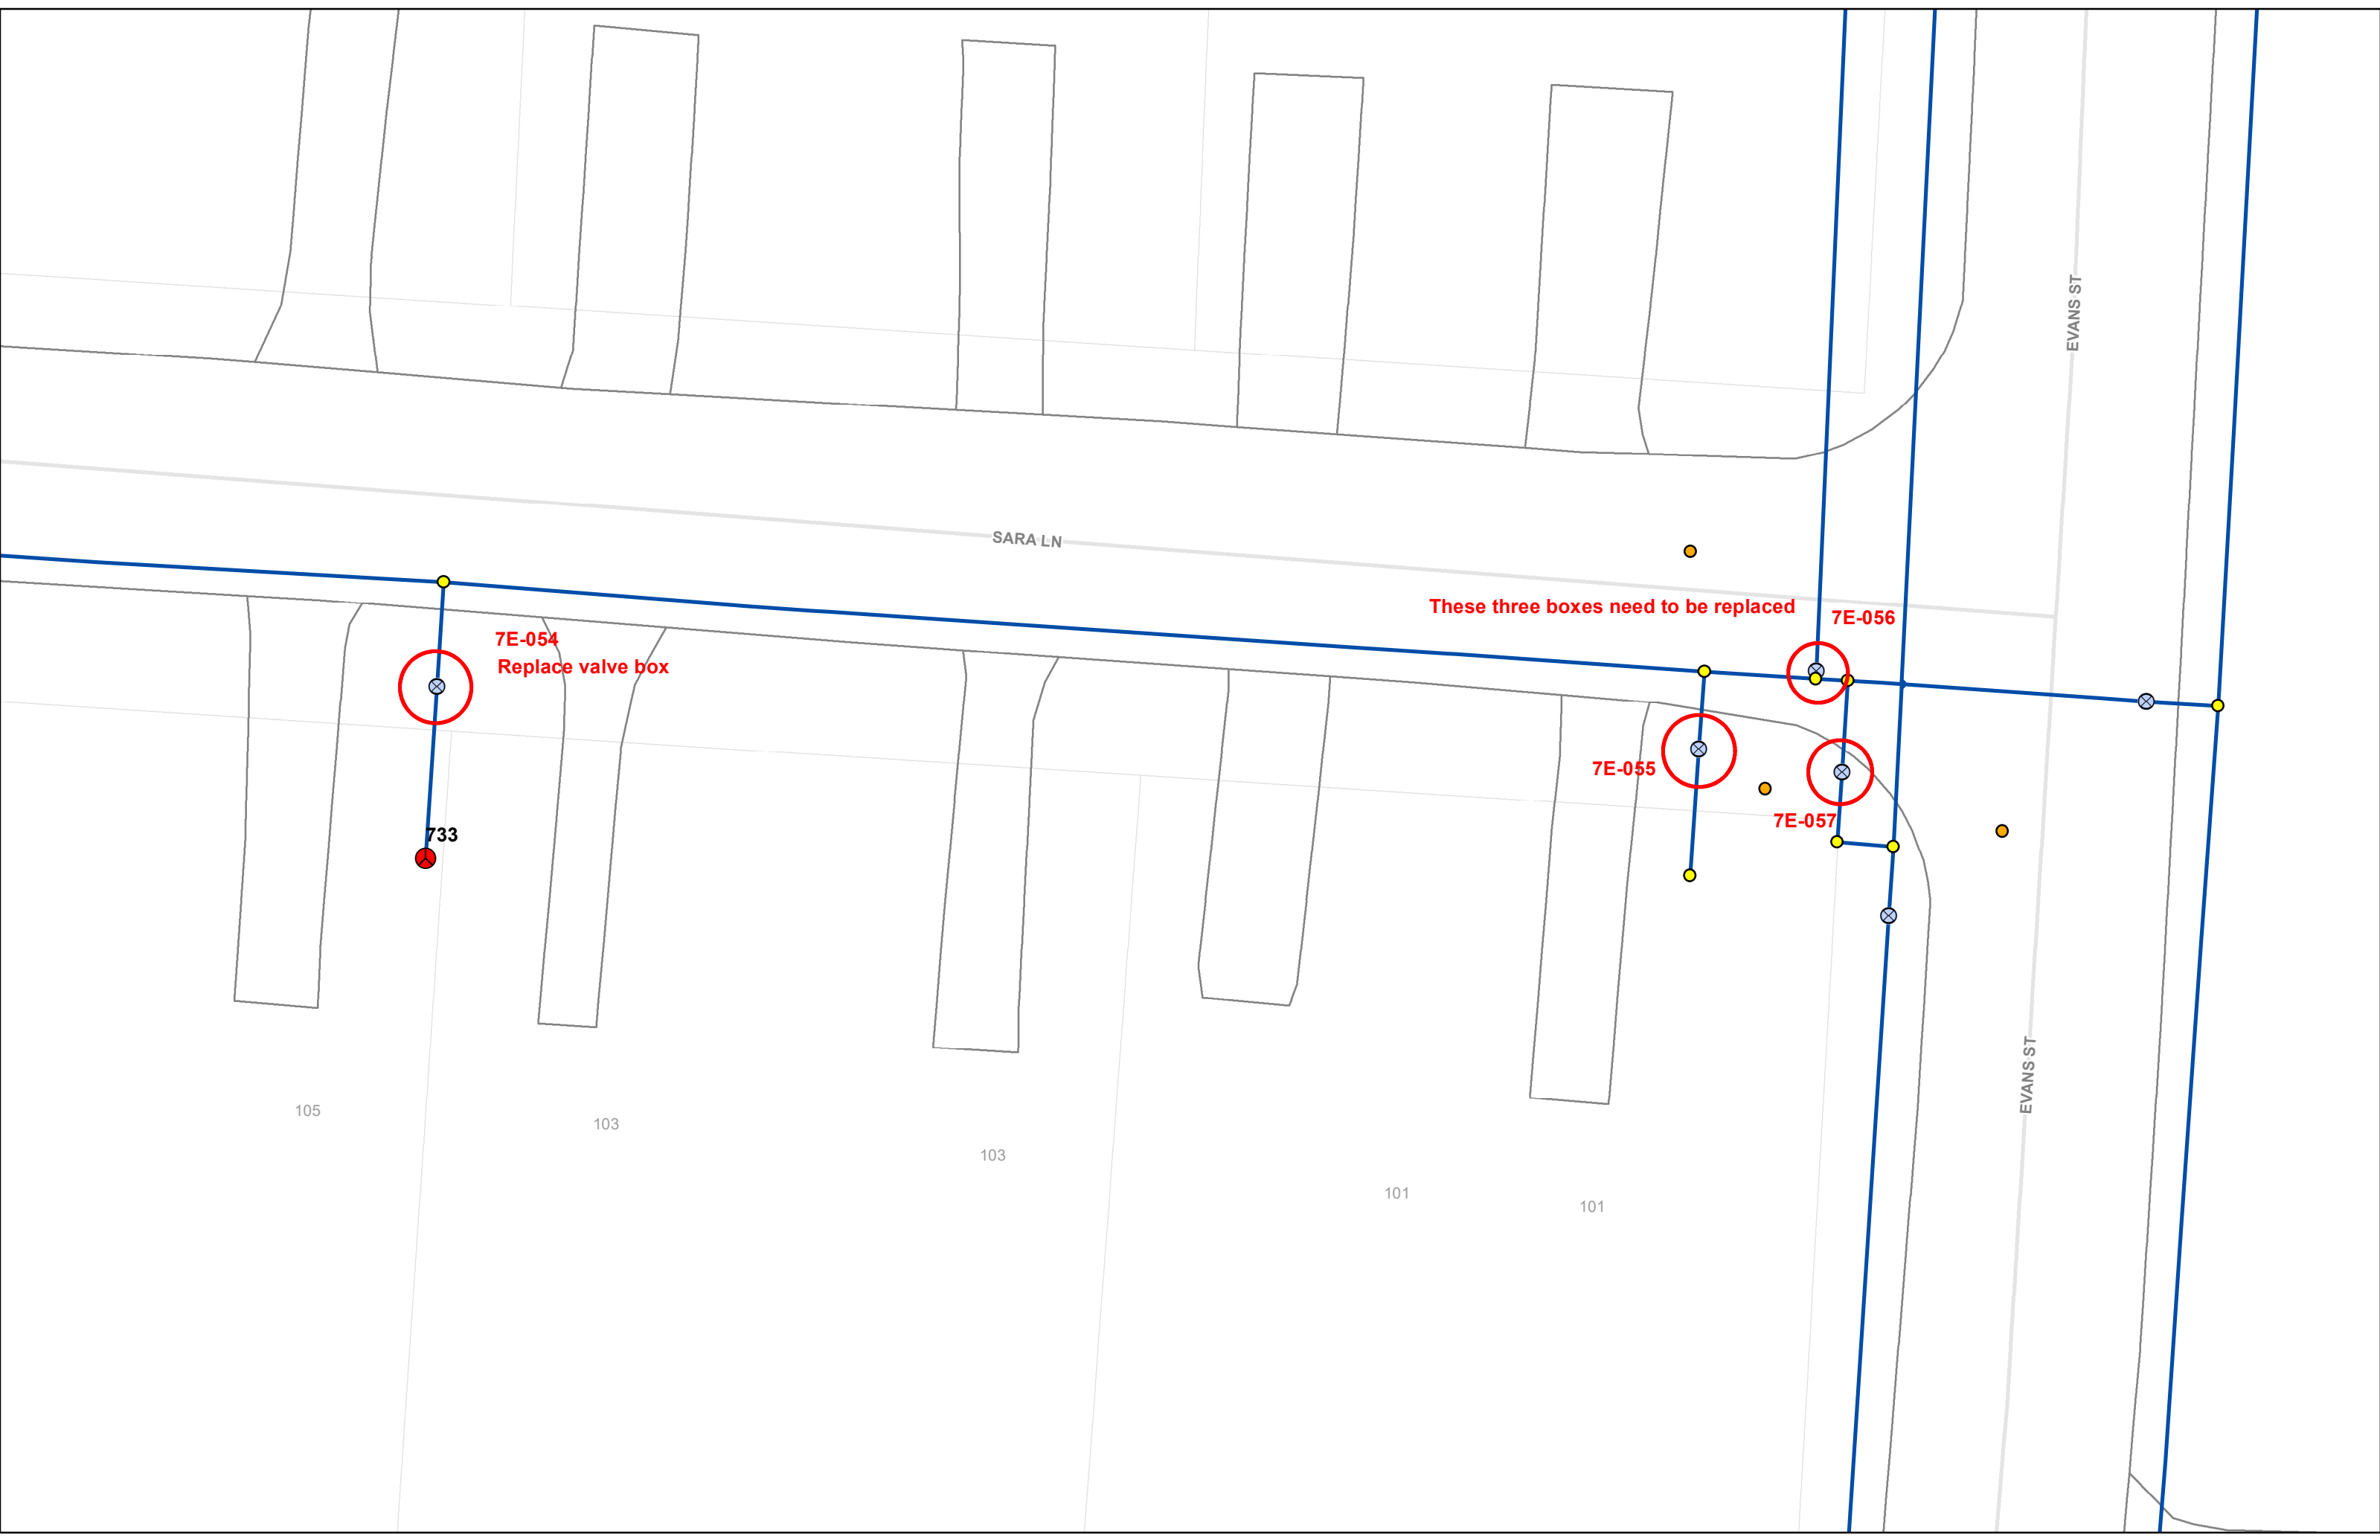 EVANS ST
SARA LN
These three boxes need to be replaced
7E-056
7E-054
Replace valve box
7E-055
7E-057
733
EVANS ST
105
103
103
101
101